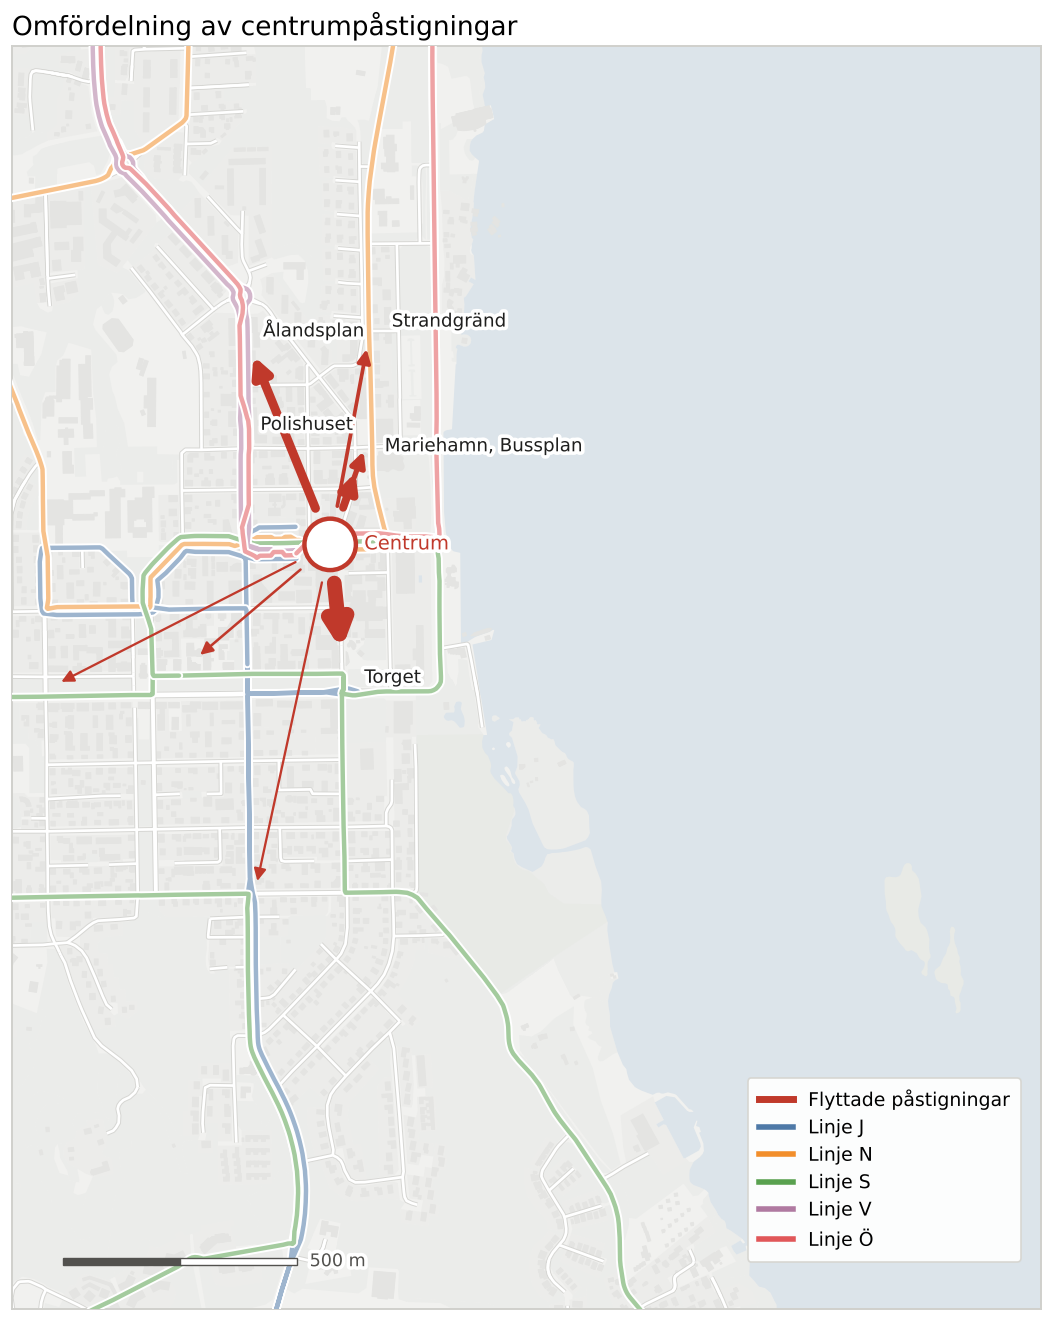 Omfördelning av centrumpåstigningar
Strandgränd
Ålandsplan
Polishuset
Mariehamn, Bussplan
Centrum
Torget
Flyttade påstigningar
Linje J
Linje N
Linje S
Linje V
Linje Ö
500 m